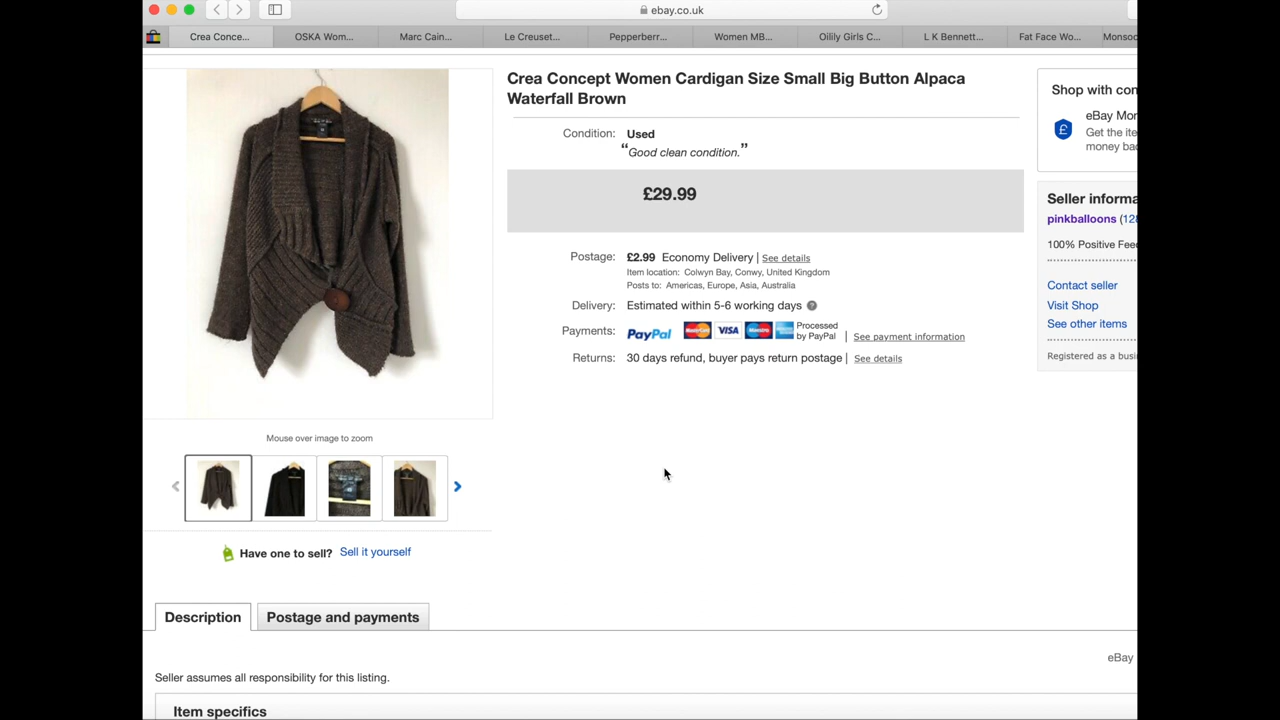 ebay.co.uk
Crea Conce...
OSKA Wom...
Marc Cain...
Le Creuset...
Pepperberr...
Women MB...
Oilily Girls C...
L K Bennett...
Fat Face Wo...
Monsoo
Crea Concept Women Cardigan Size Small Big Button Alpaca
Waterfall Brown
Condition: Used
“Good clean condition.”
£29.99
Postage: £2.99 Economy Delivery | See details
Item location: Colwyn Bay, Conwy, United Kingdom
Posts to: Americas, Europe, Asia, Australia
Delivery: Estimated within 5-6 working days ?
Payments: PayPal MasterCard VISA Maestro Processed
by PayPal | See payment information
Returns: 30 days refund, buyer pays return postage | See details
Shop with con
£ eBay Mon
Get the ite
money bac
Seller informa
pinkballoons (128
100% Positive Feed
Contact seller
Visit Shop
See other items
Registered as a busi
Mouse over image to zoom
Have one to sell? Sell it yourself
Description
Postage and payments
eBay
Seller assumes all responsibility for this listing.
Item specifics